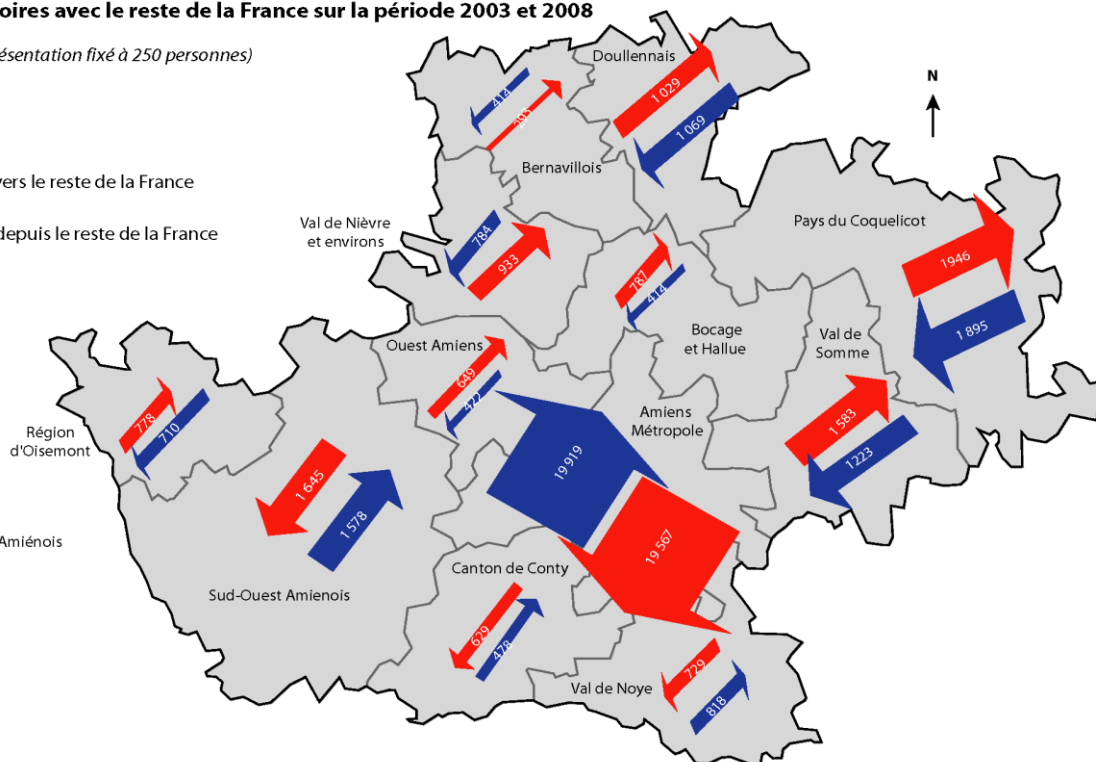 oires avec le reste de la France sur la période 2003 et 2008
ésentation fixé à 250 personnes)
ers le reste de la France
depuis le reste de la France
Amiénois
N
Doullennais
1 029
1 069
414
293
Bernavillois
Val de Nièvre
et environs
784
933
Pays du Coquelicot
1946
1 895
787
414
Bocage
et Hallue
Val de
Somme
1 583
1223
Ouest Amiens
649
422
Amiens
Métropole
19 919
19 567
Région
d'Oisemont
778
710
1 645
1 578
Sud-Ouest Amienois
Canton de Conty
629
478
Val de Noye
729
818